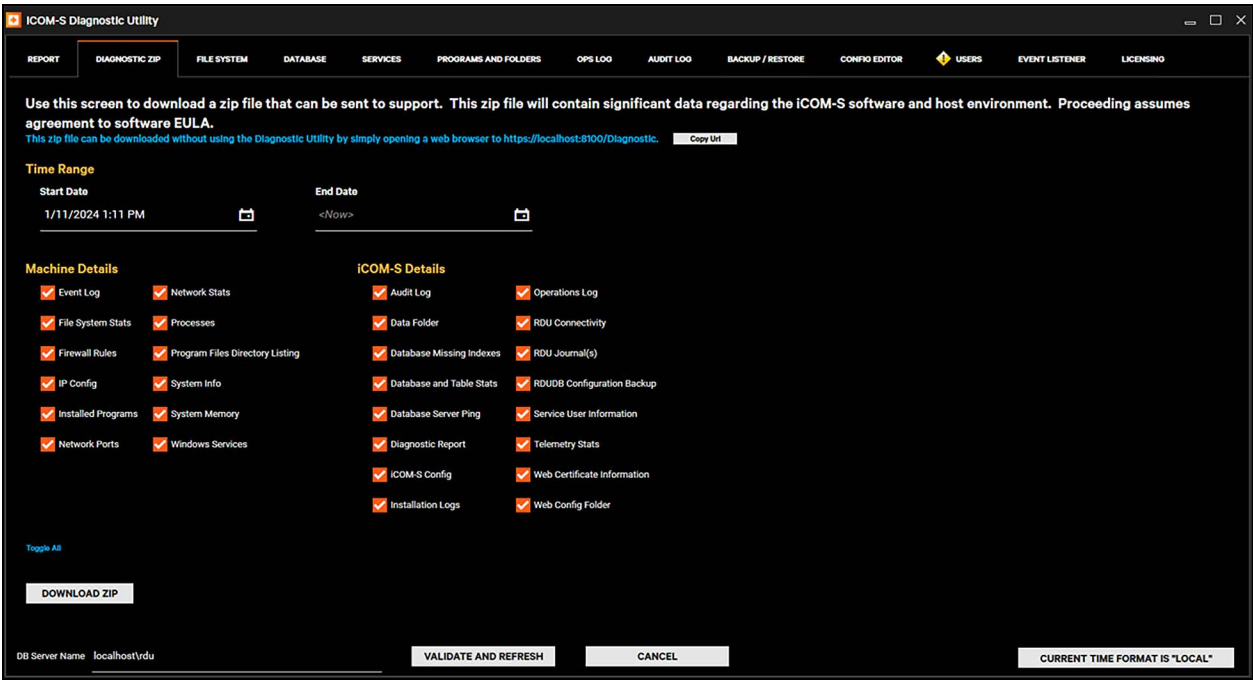 iCOM-S Diagnostic Utility
REPORT DIAGNOSTIC ZIP FILE SYSTEM DATABASE SERVICES PROGRAMS AND FOLDERS OPS LOG AUDIT LOG BACKUP / RESTORE CONFIG EDITOR USERS EVENT LISTENER LICENSING
Use this screen to download a zip file that can be sent to support. This zip file will contain significant data regarding the iCOM-S software and host environment. Proceeding assumes
agreement to software EULA.
This zip file can be downloaded without using the Diagnostic Utility by simply opening a web browser to https://localhost:8100/Diagnostic. Copy Url
Time Range
Start Date End Date
1/11/2024 1:11 PM <Now>
Machine Details iCOM-S Details
Event Log Network Stats Audit Log Operations Log
File System Stats Processes Data Folder RDU Connectivity
Firewall Rules Program Files Directory Listing Database Missing Indexes RDU Journal(s)
IP Config System Info Database and Table Stats RDUDB Configuration Backup
Installed Programs System Memory Database Server Ping Service User Information
Network Ports Windows Services Diagnostic Report Telemetry Stats
iCOM-S Config Web Certificate Information
Installation Logs Web Config Folder
Toggle All
DOWNLOAD ZIP
DB Server Name localhost\rdu VALIDATE AND REFRESH CANCEL CURRENT TIME FORMAT IS "LOCAL"